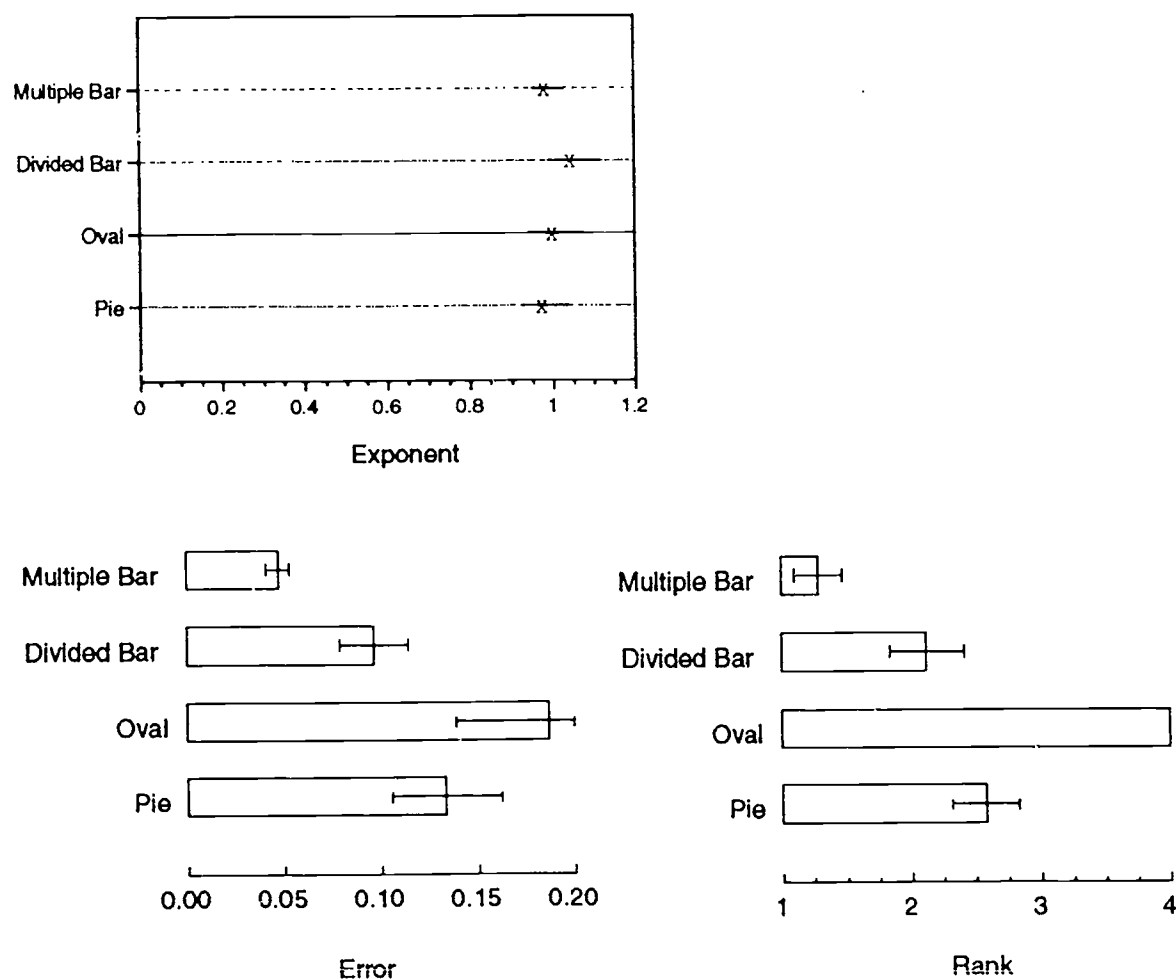 Multiple Bar
Divided Bar
Oval
Pie
0 0.2 0.4 0.6 0.8 1 1.2
Exponent
Multiple Bar
Divided Bar
Oval
Pie
0.00 0.05 0.10 0.15 0.20
Error
Multiple Bar
Divided Bar
Oval
Pie
1 2 3 4
Rank